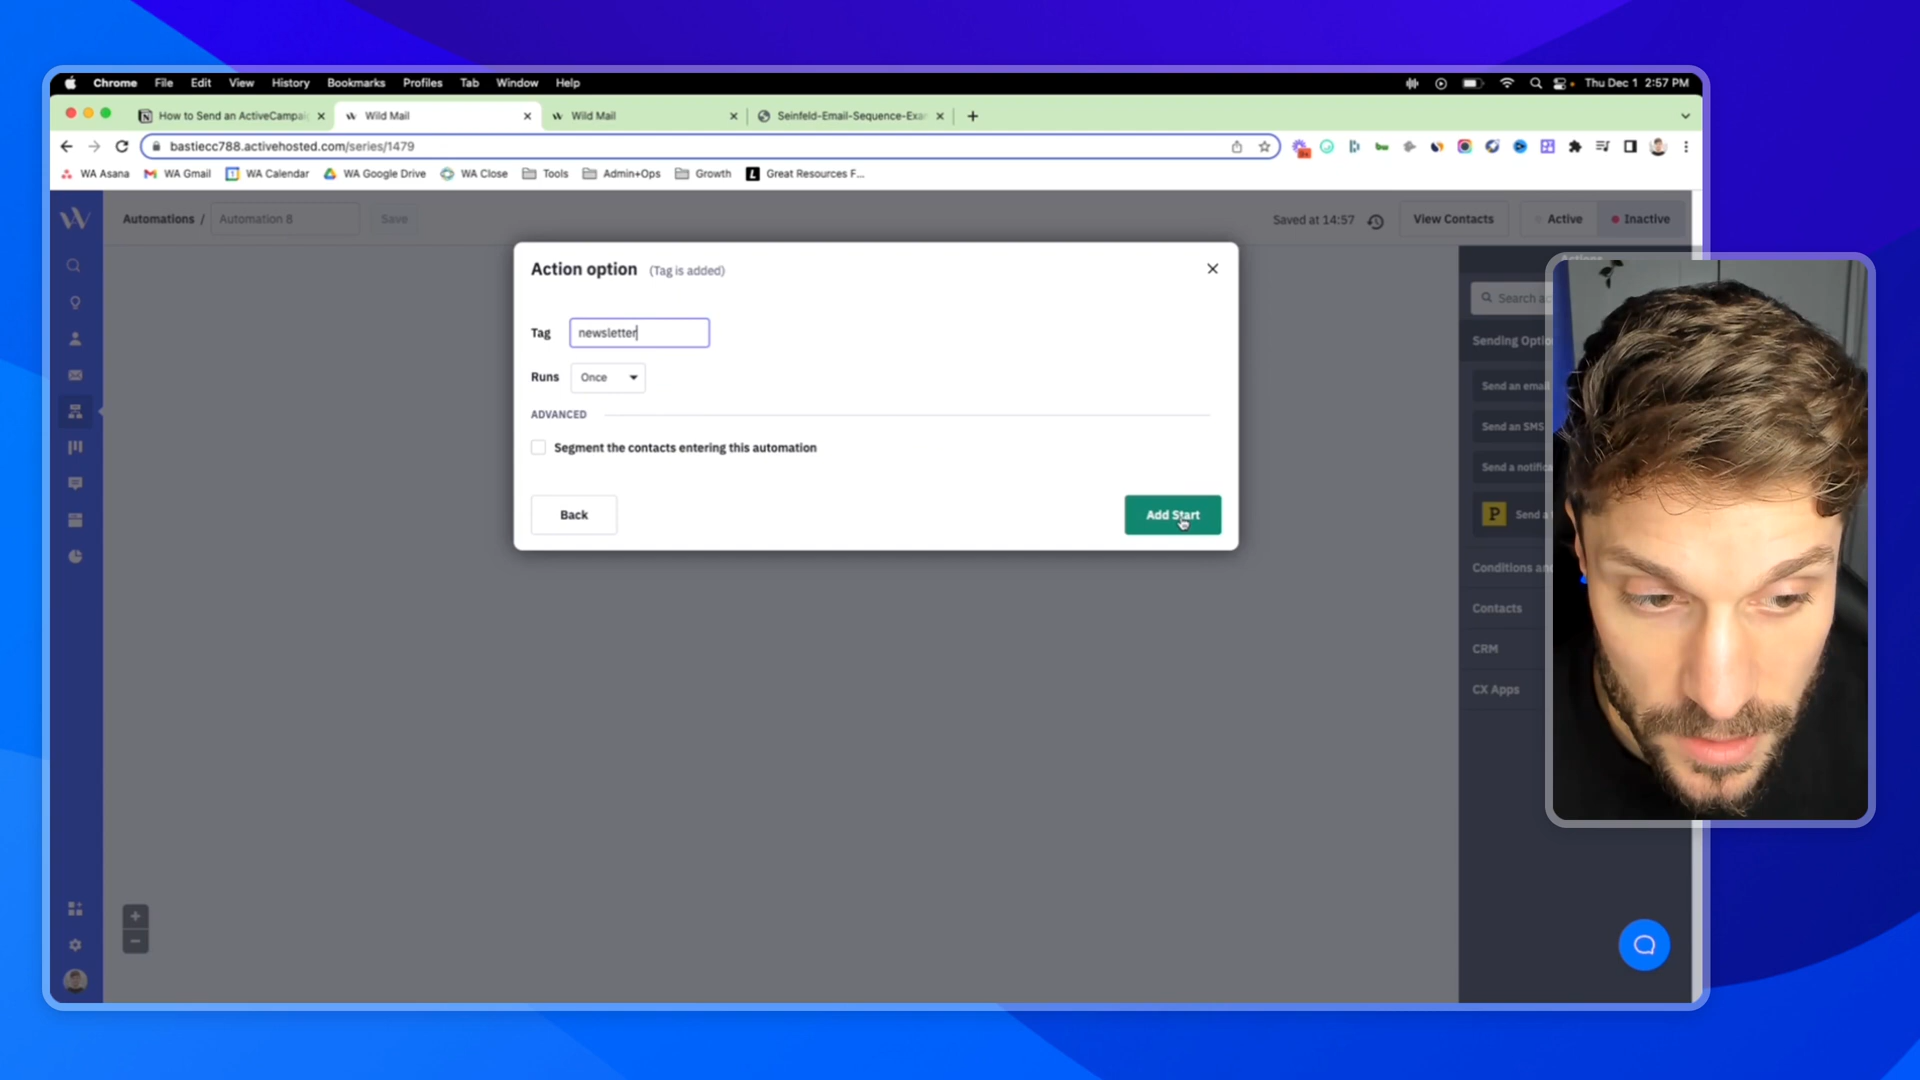 Chrome File Edit View History Bookmarks Profiles Tab Window Help Thu Dec 1 2:57 PM
How to Send an ActiveCampai Wild Mail Wild Mail Seinfeld-Email-Sequence-Exar
bastiecc788.activehosted.com/series/1479
WA Asana WA Gmail WA Calendar WA Google Drive WA Close Tools Admin+Ops Growth Great Resources F...
Automations / Automation 8 Save Saved at 14:57 View Contacts Active Inactive
Action option (Tag is added)
Tag newsletter
Runs Once
ADVANCED
Segment the contacts entering this automation
Back Add Start
Search ac
Sending Optio
Send an email
Send an SMS
Send a notifica
P Send a
Conditions and
Contacts
CRM
CX Apps